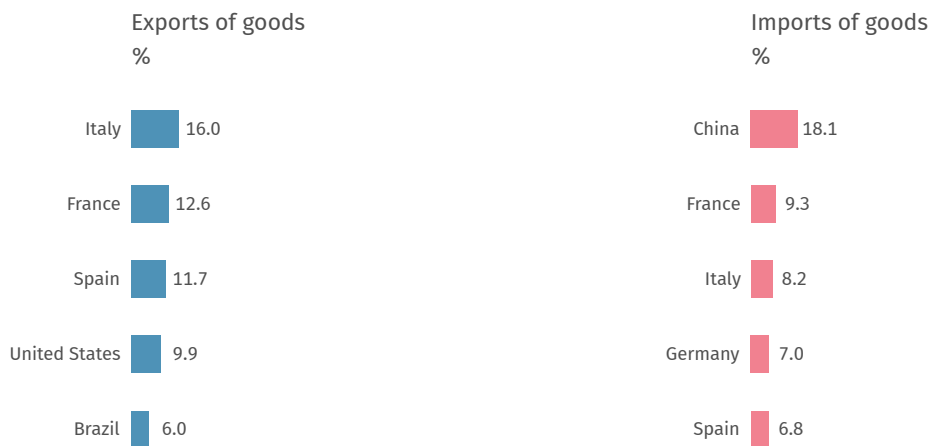 Exports of goods
%
Italy 16.0
France 12.6
Spain 11.7
United States 9.9
Brazil 6.0
Imports of goods
%
China 18.1
France 9.3
Italy 8.2
Germany 7.0
Spain 6.8